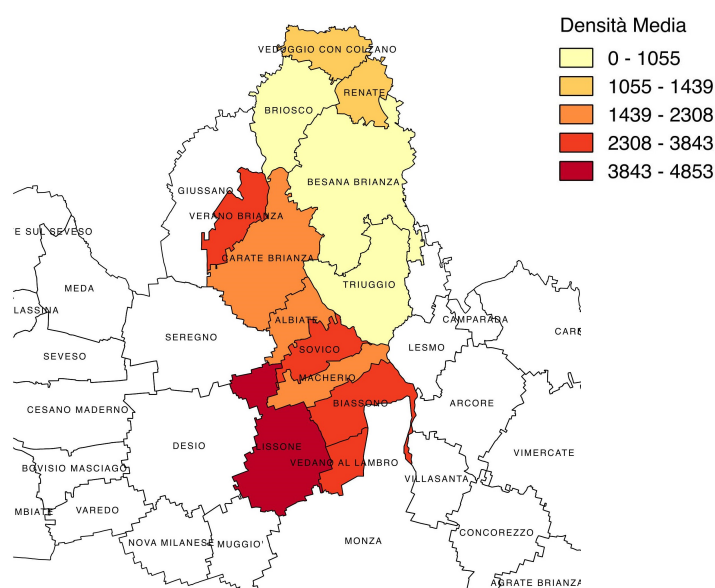 Densità Media
0 - 1055
1055 - 1439
1439 - 2308
2308 - 3843
3843 - 4853
VEDUGGIO CON COLZANO
RENATE
BRIOSCO
BESANA BRIANZA
GIUSSANO
VERANO BRIANZA
E SUL SEVESO
CARATE BRIANZA
MEDA
TRIUGGIO
LASSINA
ALBIATE
CAMPARADA
CAR
SEREGNO
SOVICO
LESMO
SEVESO
MACHERIO
BIASSONO
ARCORE
CESANO MADERNO
DESIO
LISSONE
VIMERCATE
VEDANO AL LAMBRO
BOVISIO MASCIAGO
VILLASANTA
MBIATE
VAREDO
CONCOREZZO
NOVA MILANESE
MUGGIO'
MONZA
AGRATE BRIANZA